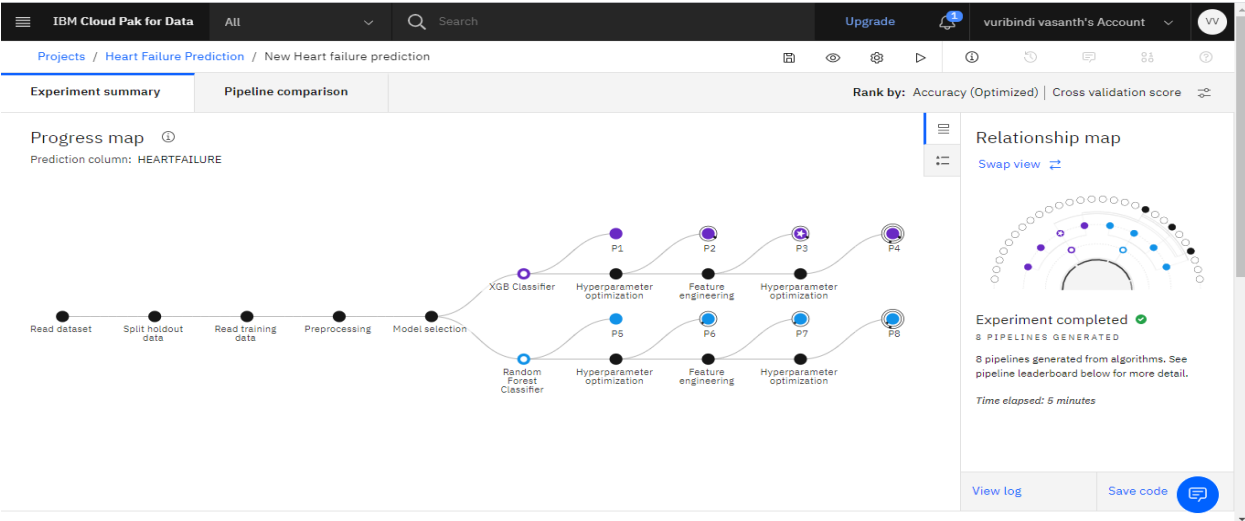 IBM Cloud Pak for Data
All
Search
Upgrade
1
vuribindi vasanth's Account
VV
Projects / Heart Failure Prediction / New Heart failure prediction
Experiment summary
Pipeline comparison
Rank by: Accuracy (Optimized) | Cross validation score
Progress map
Prediction column: HEARTFAILURE
Relationship map
Swap view
P1
P2
P3
P4
XGB Classifier
Hyperparameter
optimization
Feature
engineering
Hyperparameter
optimization
Read dataset
Split holdout
data
Read training
data
Preprocessing
Model selection
P5
P6
P7
P8
Random
Forest
Classifier
Hyperparameter
optimization
Feature
engineering
Hyperparameter
optimization
Experiment completed
8 PIPELINES GENERATED
8 pipelines generated from algorithms. See
pipeline leaderboard below for more detail.
Time elapsed: 5 minutes
View log
Save code